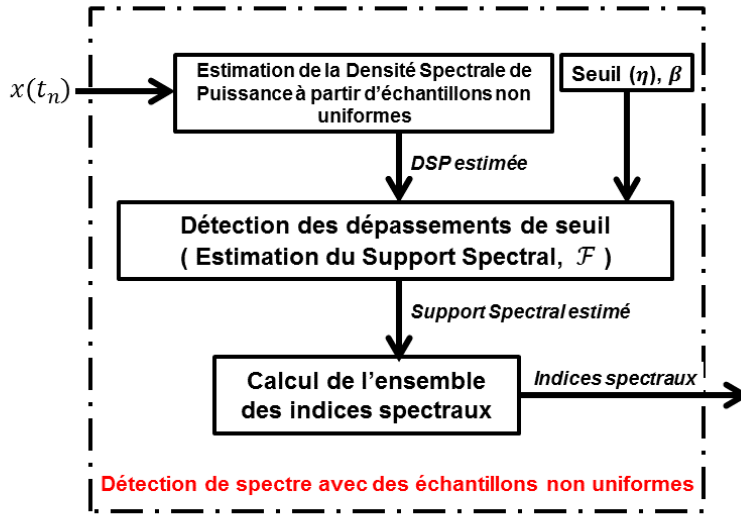 Estimation de la Densité Spectrale de
Puissance à partir d'échantillons non
uniformes
Seuil (η), β
x(tₙ)
DSP estimée
Détection des dépassements de seuil
( Estimation du Support Spectral, ℱ )
Support Spectral estimé
Calcul de l'ensemble
des indices spectraux
Indices spectraux
Détection de spectre avec des échantillons non uniformes